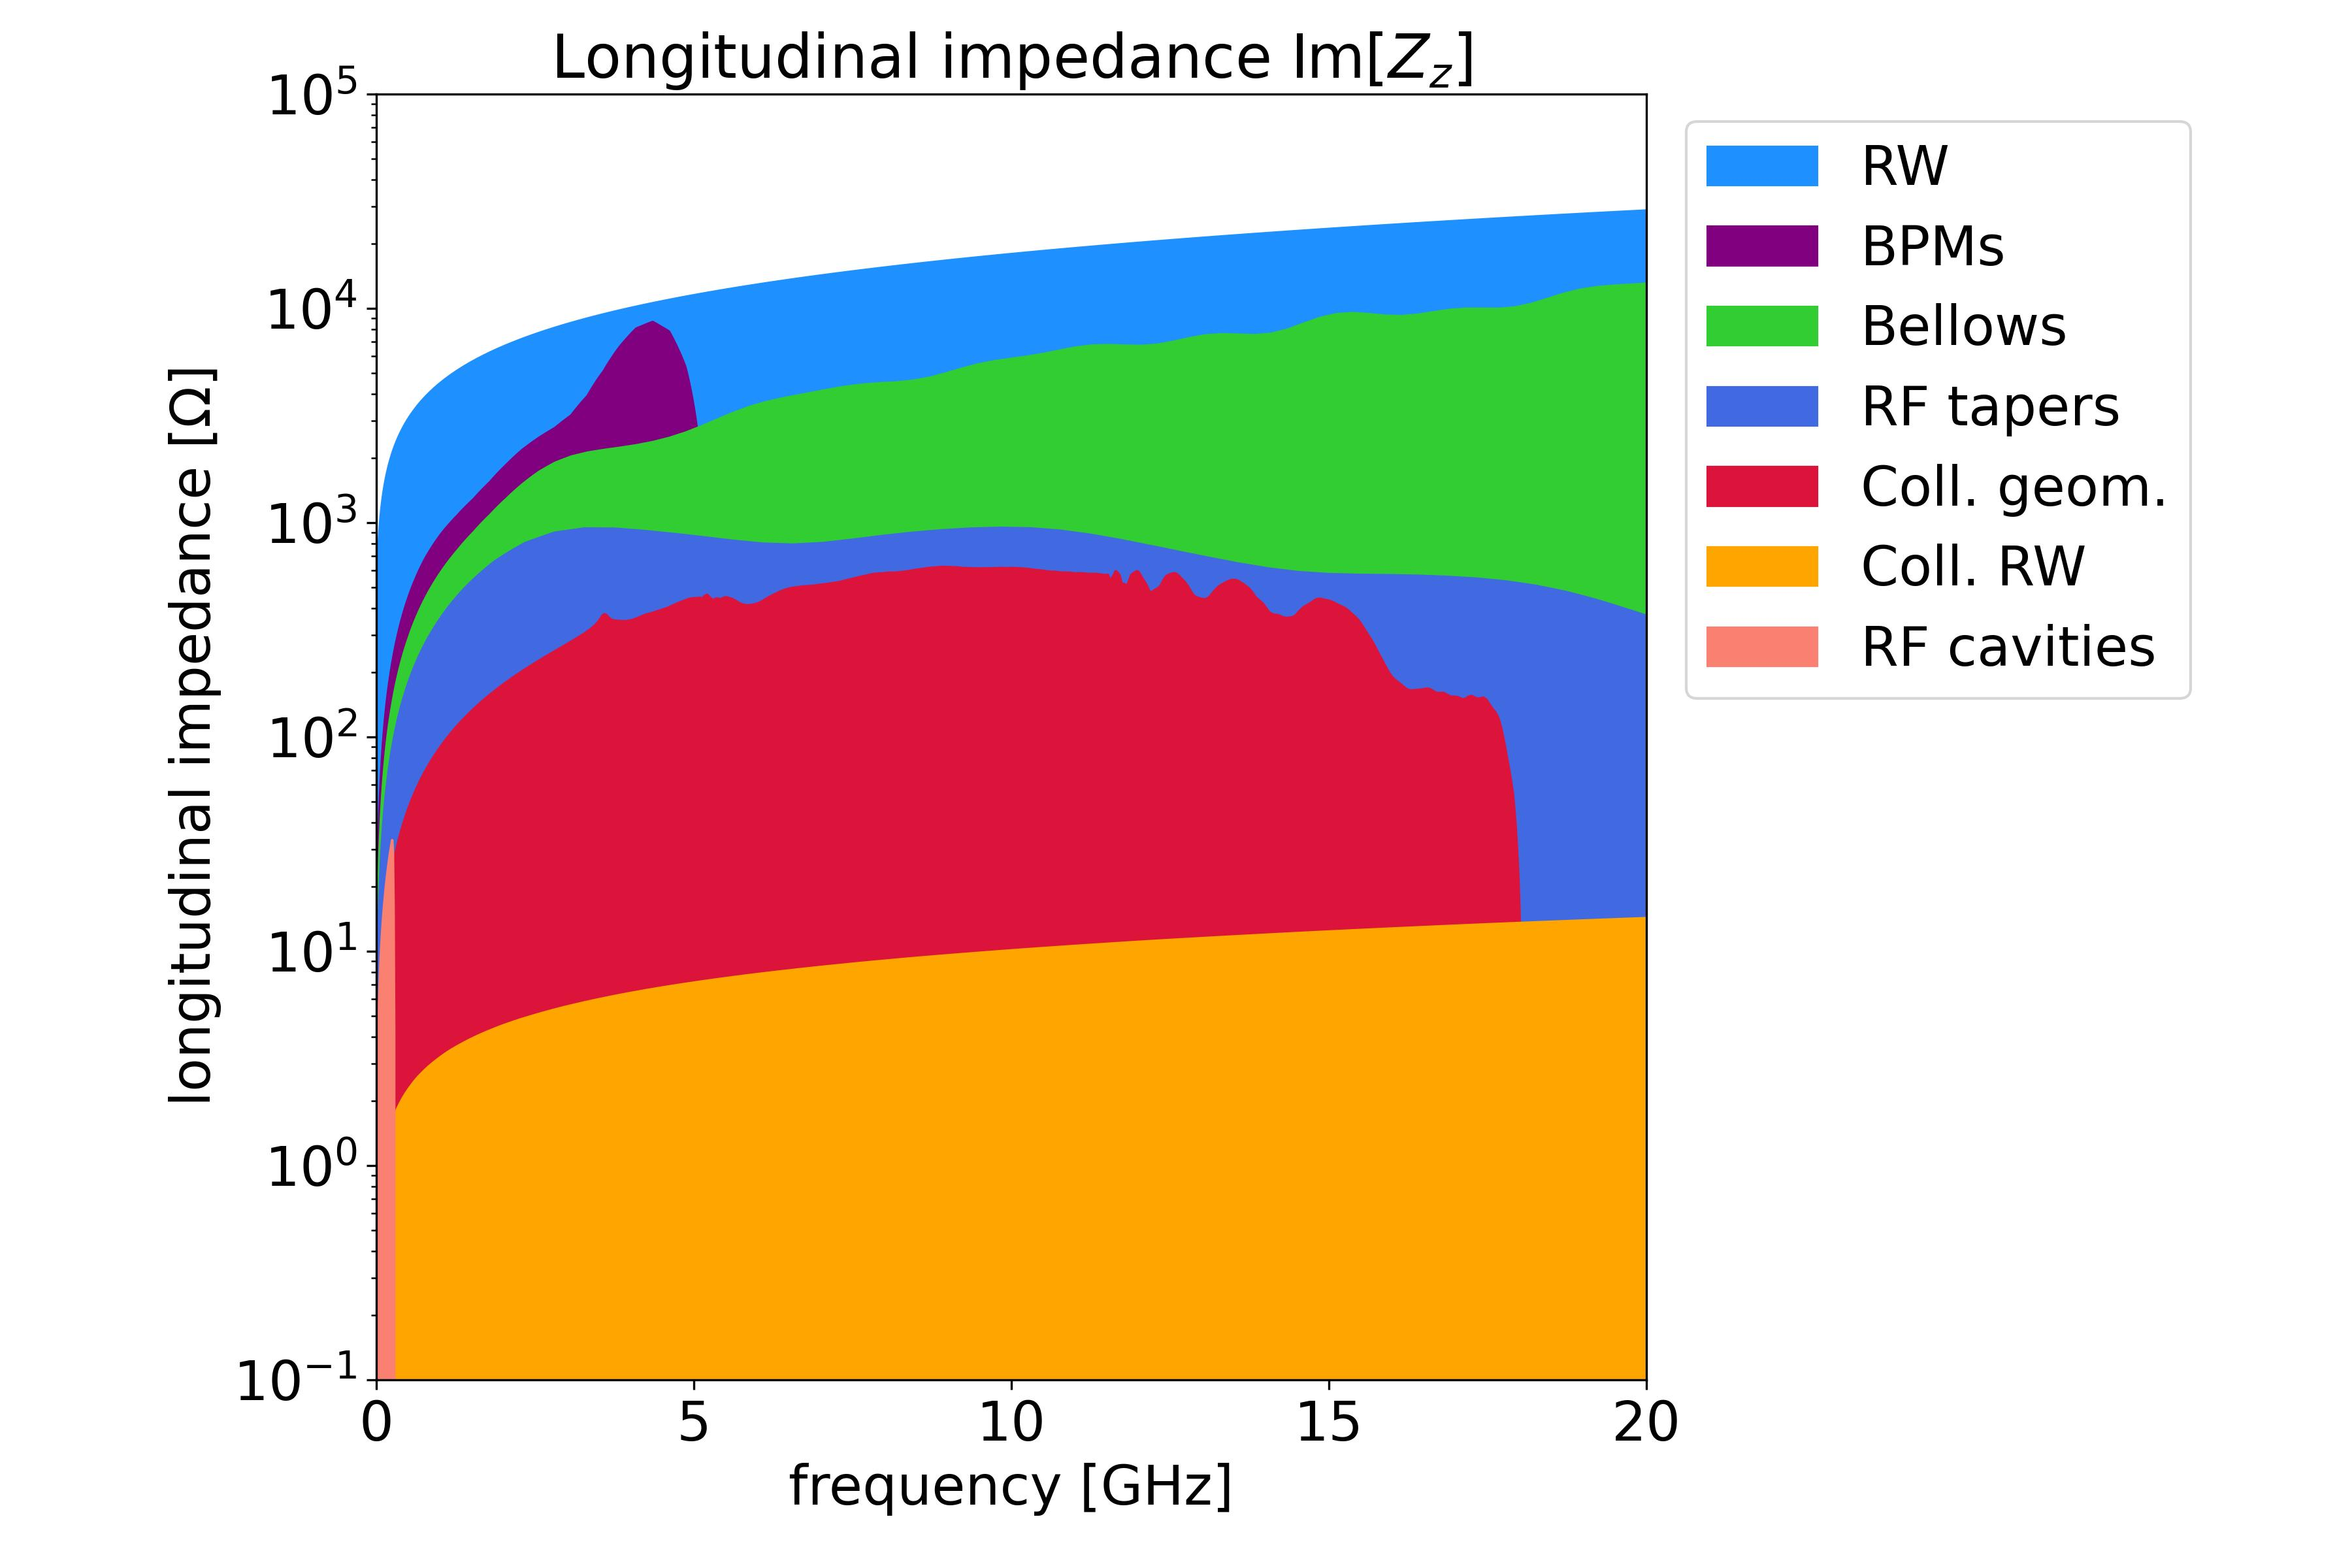 Longitudinal impedance Im[Z_z]
longitudinal impedance [Ω]
10^5
10^4
10^3
10^2
10^1
10^0
10^−1
0 5 10 15 20
frequency [GHz]
RW
BPMs
Bellows
RF tapers
Coll. geom.
Coll. RW
RF cavities